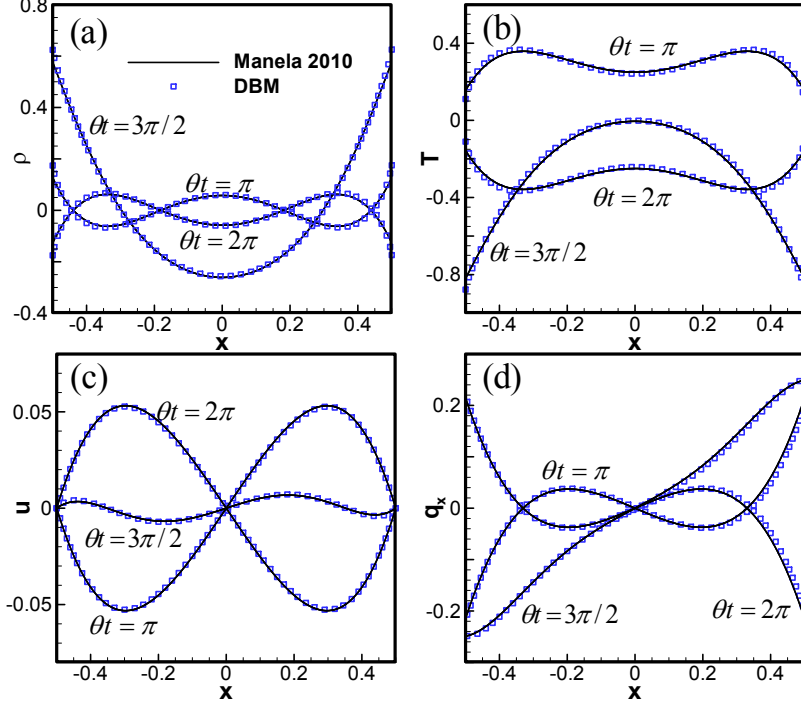 (a)
Manela 2010
DBM
θt = 3π/2
θt = π
θt = 2π
ρ
0.8
0.4
0
-0.4
-0.4 -0.2 0 0.2 0.4
x
(b)
θt = π
θt = 2π
θt = 3π/2
T
0.4
0
-0.4
-0.8
-0.4 -0.2 0 0.2 0.4
x
(c)
θt = 2π
θt = 3π/2
θt = π
u
0.05
0
-0.05
-0.4 -0.2 0 0.2 0.4
x
(d)
θt = π
θt = 3π/2
θt = 2π
qx
0.2
0
-0.2
-0.4 -0.2 0 0.2 0.4
x